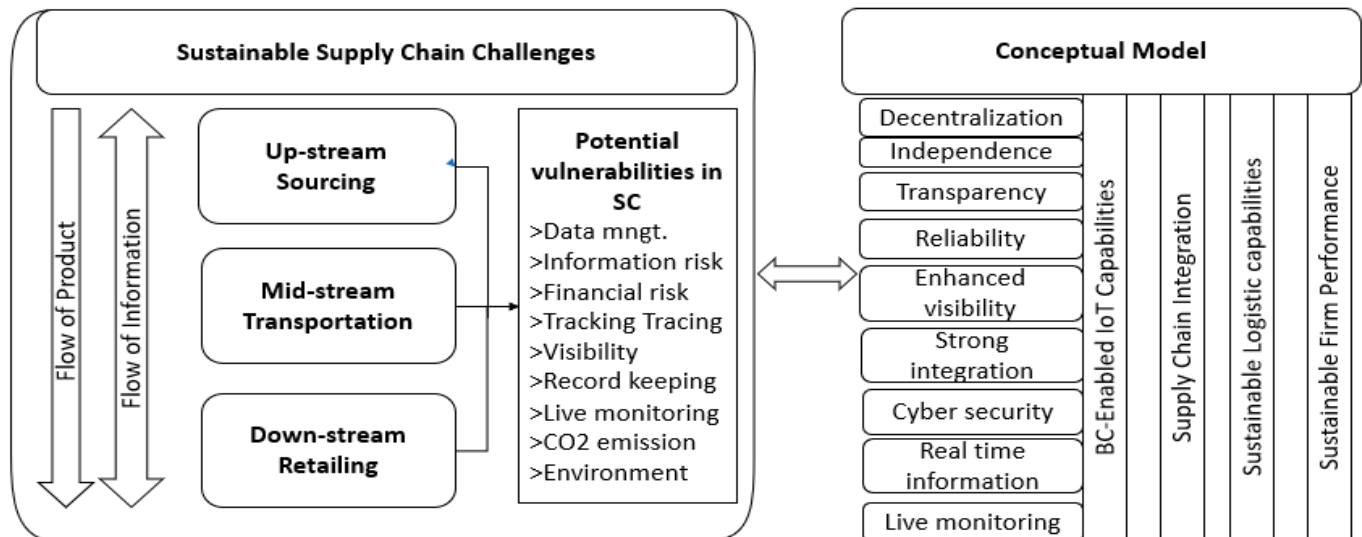 Sustainable Supply Chain Challenges
Flow of Product
Flow of Information
Up-stream
Sourcing
Mid-stream
Transportation
Down-stream
Retailing
Potential
vulnerabilities in
SC
>Data mngt.
>Information risk
>Financial risk
>Tracking Tracing
>Visibility
>Record keeping
>Live monitoring
>CO2 emission
>Environment
Conceptual Model
Decentralization
Independence
Transparency
Reliability
Enhanced
visibility
Strong
integration
Cyber security
Real time
information
Live monitoring
BC-Enabled IoT Capabilities
Supply Chain Integration
Sustainable Logistic capabilities
Sustainable Firm Performance